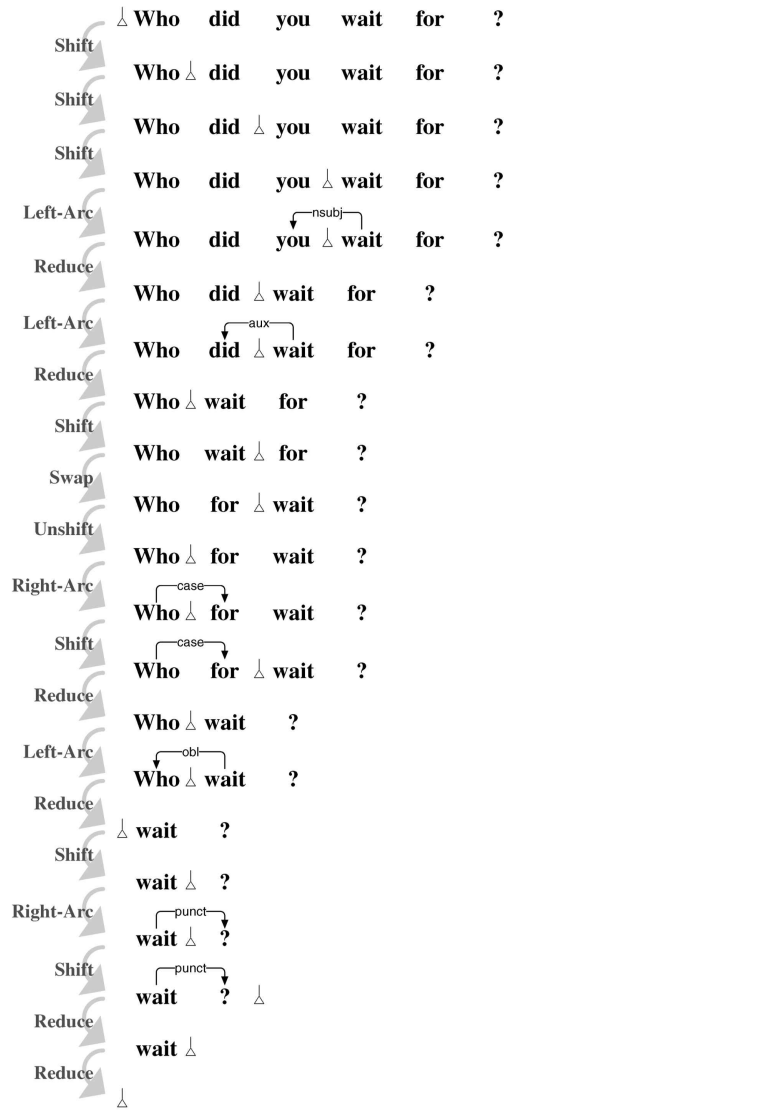 Who did you wait for ?
Shift
Who did you wait for ?
Shift
Who did you wait for ?
Shift
Who did you wait for ?
Left-Arc
nsubj
Who did you wait for ?
Reduce
Who did wait for ?
Left-Arc
aux
Who did wait for ?
Reduce
Who wait for ?
Shift
Who wait for ?
Swap
Who for wait ?
Unshift
Who for wait ?
Right-Arc
case
Who for wait ?
Shift
case
Who for wait ?
Reduce
Who wait ?
Left-Arc
obl
Who wait ?
Reduce
wait ?
Shift
wait ?
Right-Arc
punct
wait ?
Shift
punct
wait ?
Reduce
wait
Reduce